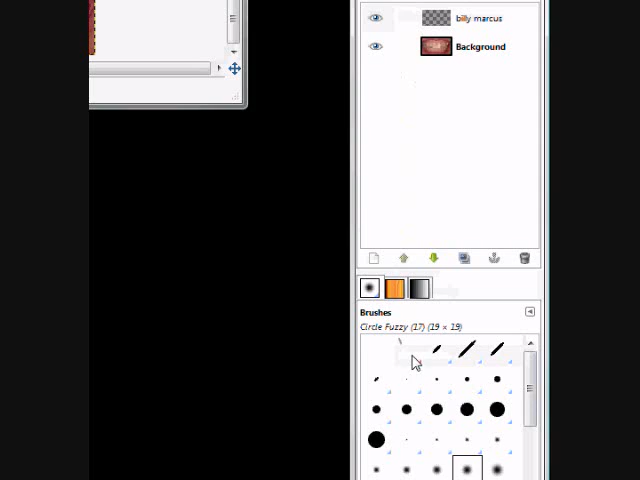 billy marcus
Background
Brushes
Circle Fuzzy (17) (19 × 19)